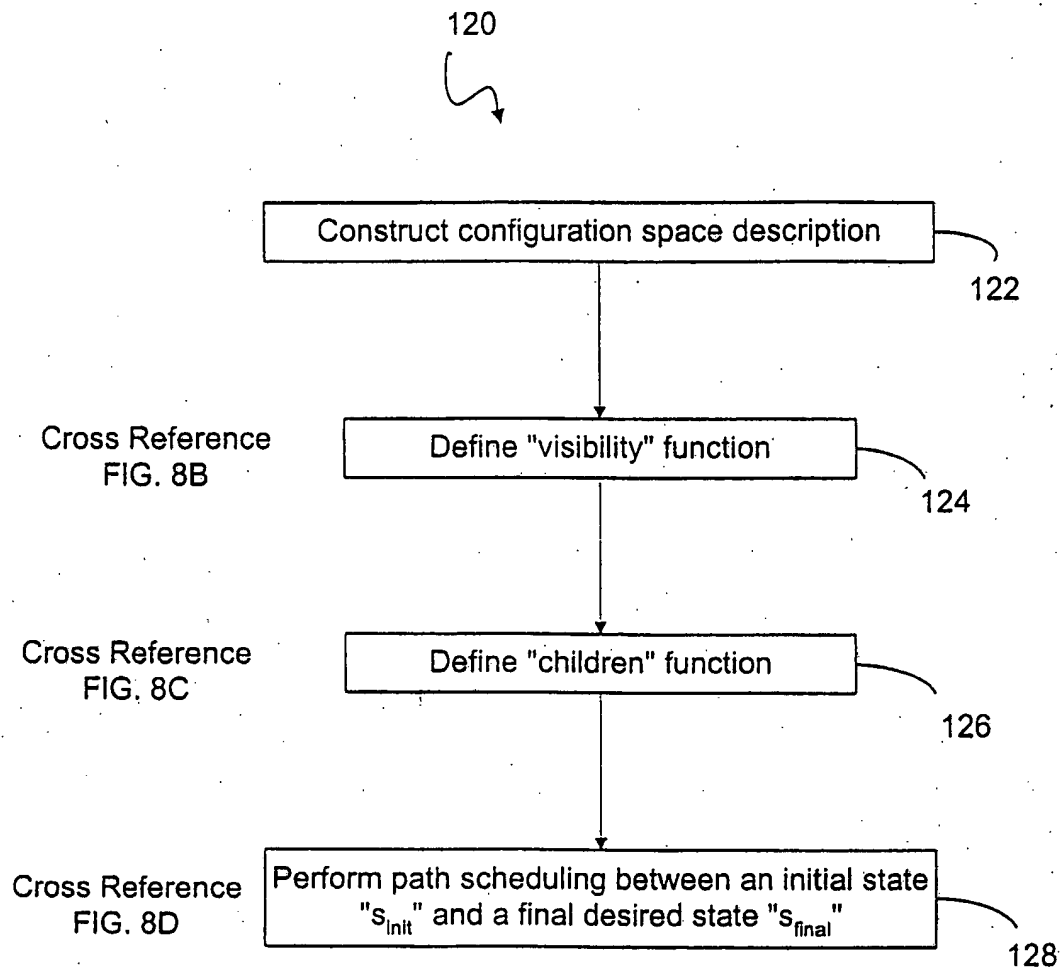 120
Construct configuration space description
122
Cross Reference
FIG. 8B
Define "visibility" function
124
Cross Reference
FIG. 8C
Define "children" function
126
Cross Reference
FIG. 8D
Perform path scheduling between an initial state
"s_init" and a final desired state "s_final"
128